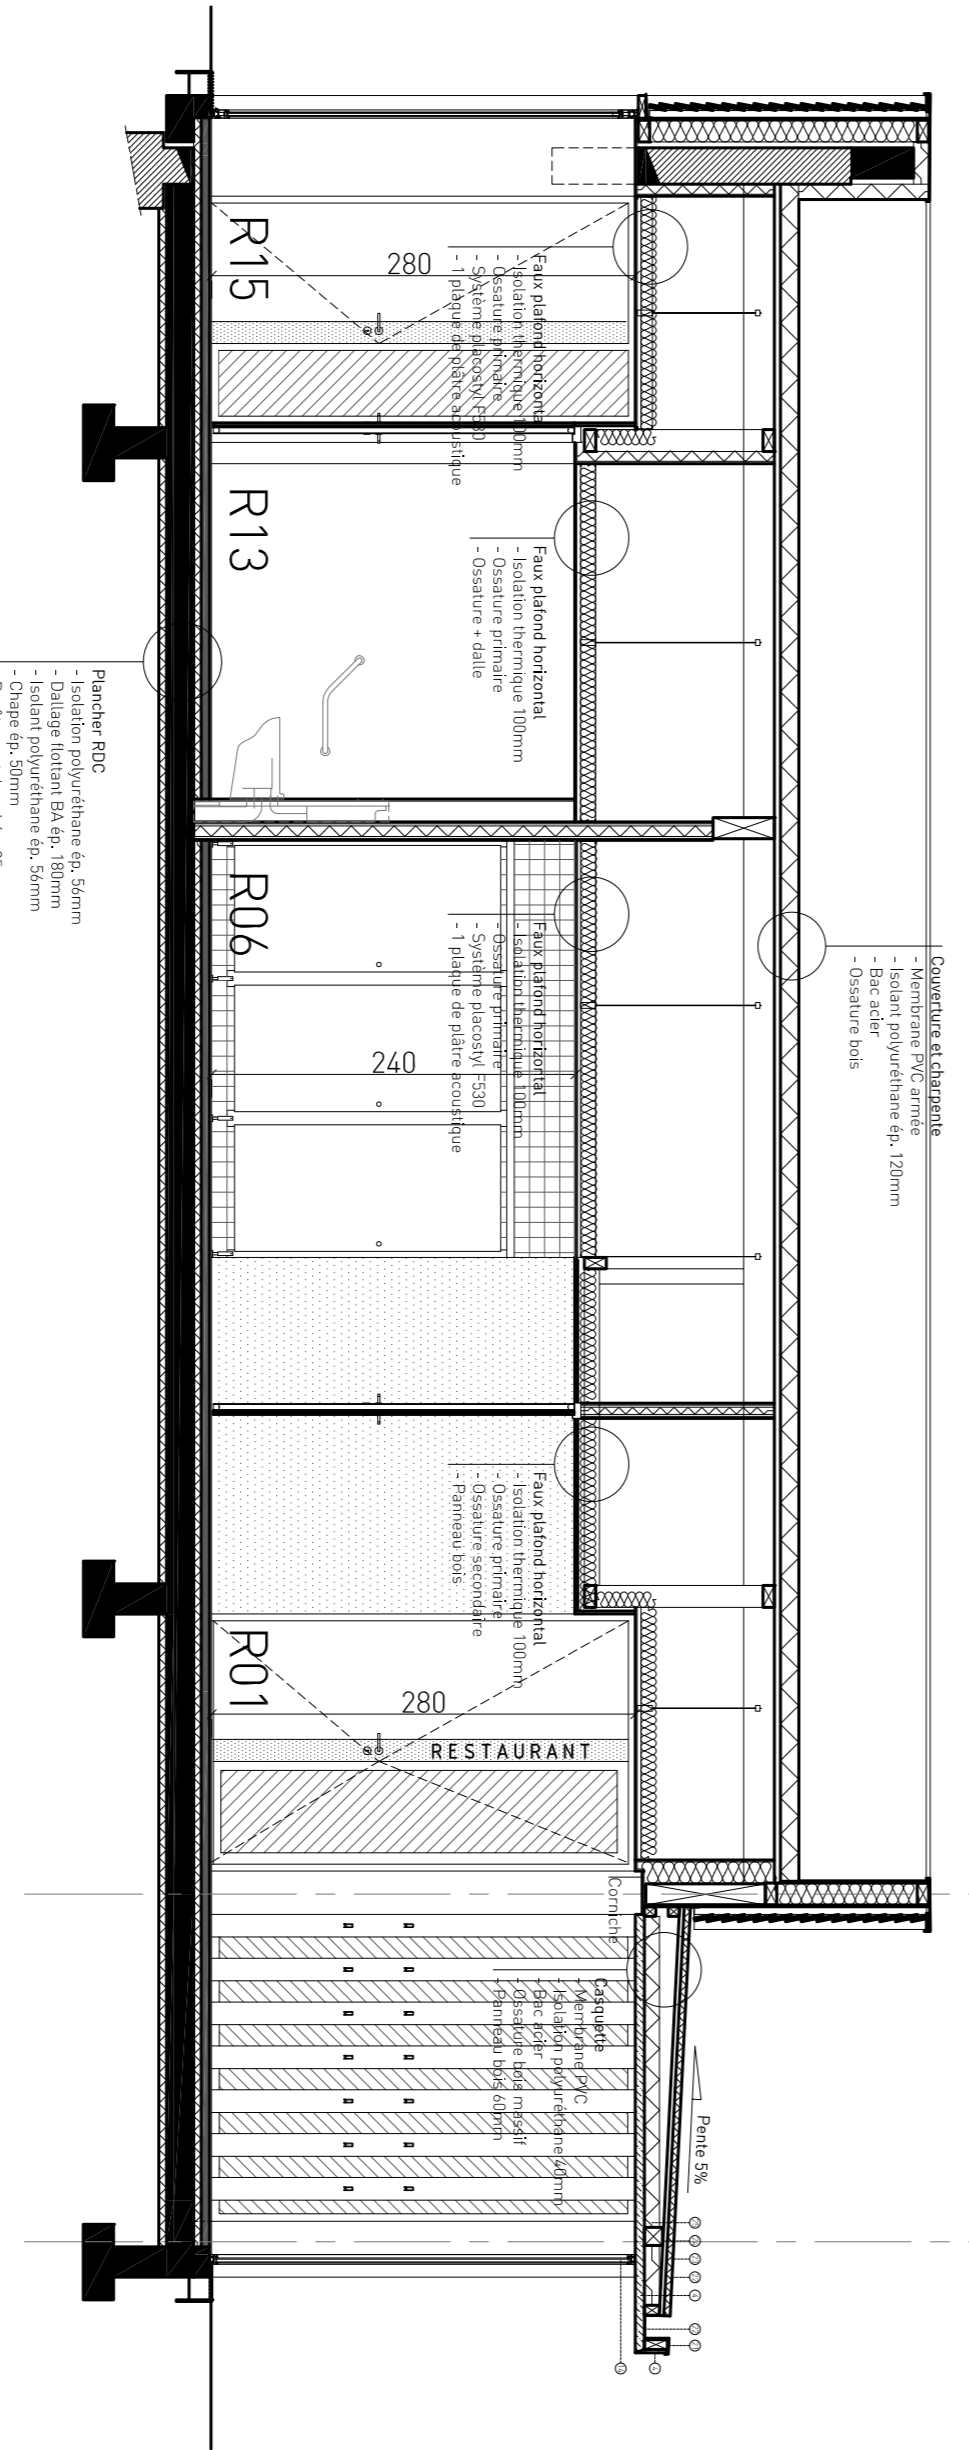 Couverture et charpente
- Membrane PVC armée
- Isolant polyuréthane ép. 120mm
- Bac acier
- Ossature bois
Pente 5%
Faux plafond horizontal
- Isolation thermique 100mm
- Ossature primaire
- Système placostyl F530
- 1 plaque de plâtre acoustique
Faux plafond horizontal
- Isolation thermique 100mm
- Ossature primaire
- Ossature + dalle
Faux plafond horizontal
- Isolation thermique 100mm
- Ossature primaire
- Système placostyl F530
- 1 plaque de plâtre acoustique
Faux plafond horizontal
- Isolation thermique 100mm
- Ossature primaire
- Ossature secondaire
- Panneau bois
Corniche
Casquette
- Membrane PVC
- Isolation polyuréthane 40mm
- Bac acier
- Ossature bois massif
- Panneau bois 60mm
280
240
280
RESTAURANT
R15
R13
R06
R01
Plancher RDC
- Isolation polyuréthane ép. 56mm
- Dallage flottant BA ép. 180mm
- Isolant polyuréthane ép. 56mm
- Chape ép. 50mm